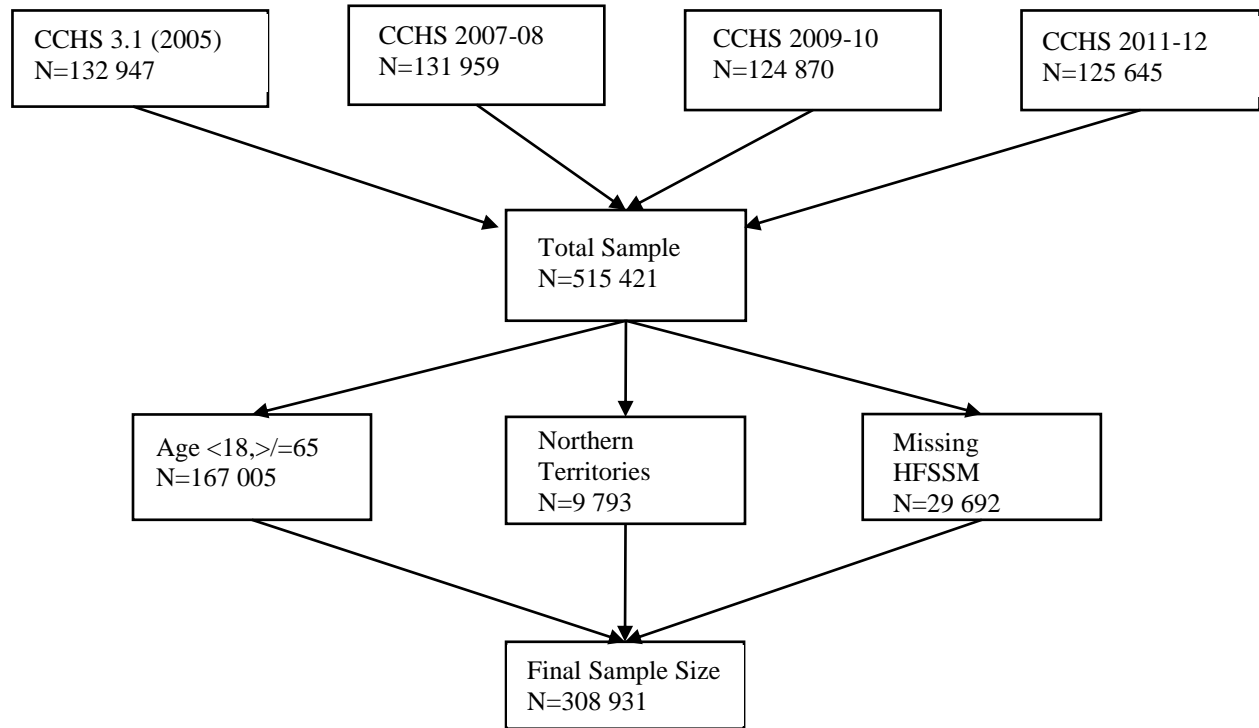 CCHS 3.1 (2005)
N=132 947
CCHS 2007-08
N=131 959
CCHS 2009-10
N=124 870
CCHS 2011-12
N=125 645
Total Sample
N=515 421
Age <18,>/=65
N=167 005
Northern
Territories
N=9 793
Missing
HFSSM
N=29 692
Final Sample Size
N=308 931